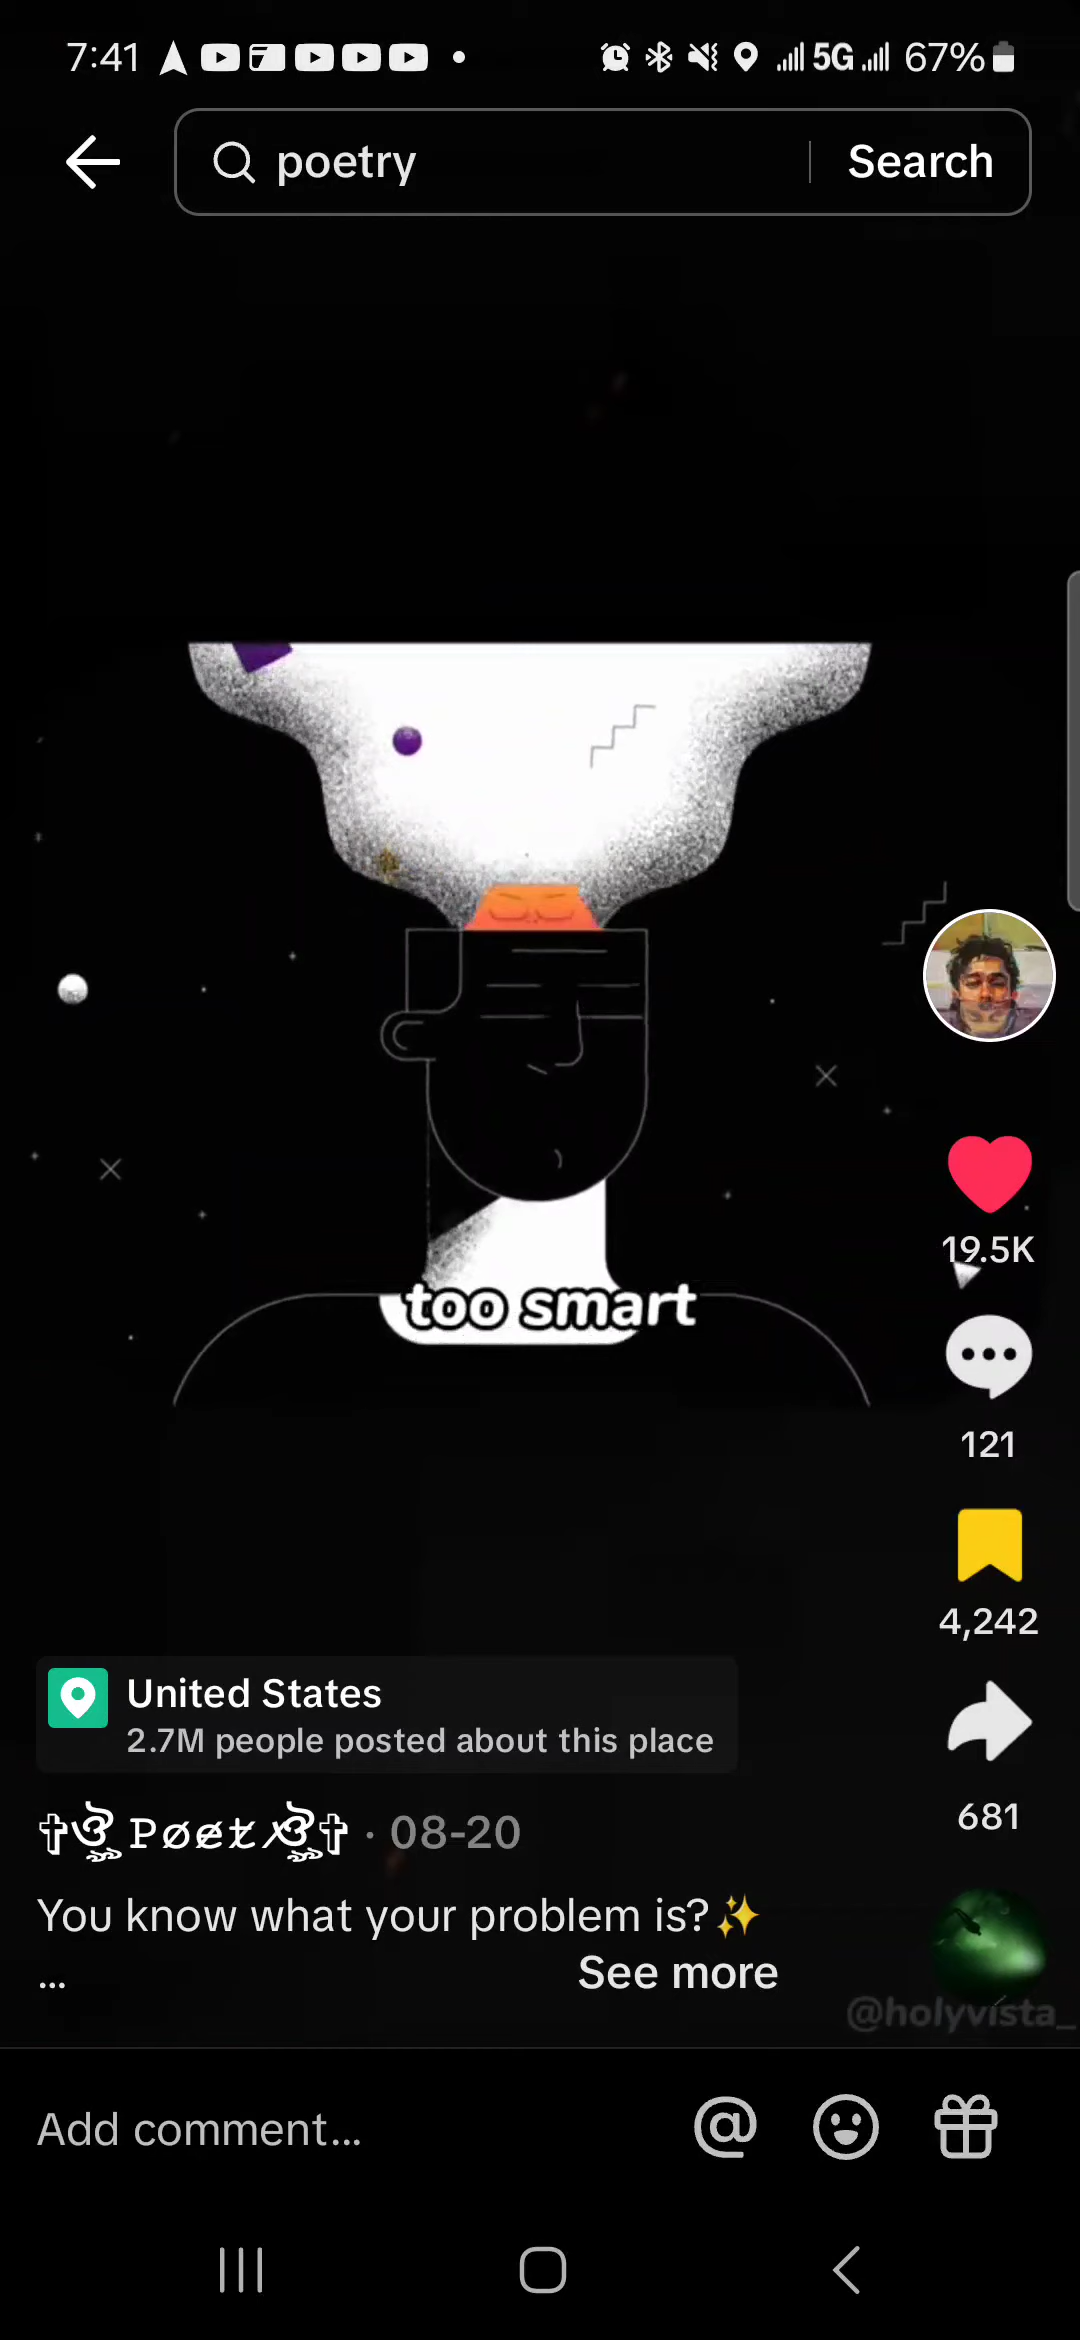 7:41
5G 67%
poetry
Search
too smart
19.5K
121
4,242
681
United States
2.7M people posted about this place
· 08-20
You know what your problem is?✨
... See more
@holyvista_
Add comment...